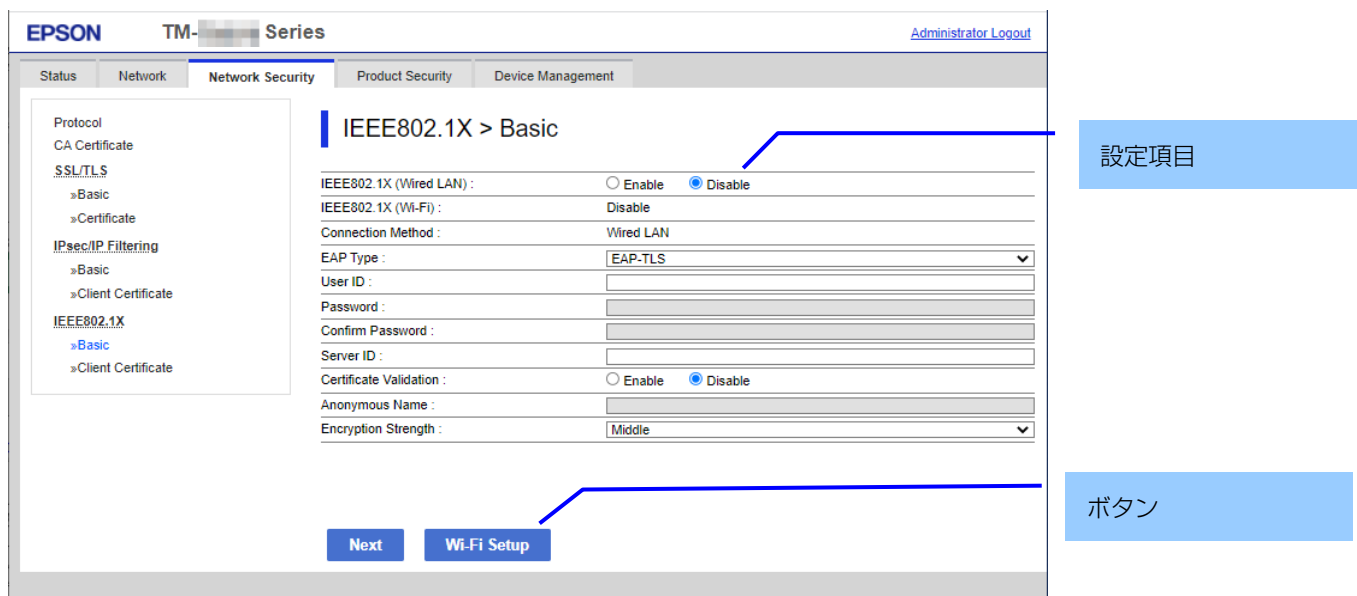 EPSON TM- Series Administrator Logout
Status Network Network Security Product Security Device Management
Protocol
CA Certificate
SSL/TLS
»Basic
»Certificate
IPsec/IP Filtering
»Basic
»Client Certificate
IEEE802.1X
»Basic
»Client Certificate
IEEE802.1X > Basic
IEEE802.1X (Wired LAN) : Enable Disable
IEEE802.1X (Wi-Fi) : Disable
Connection Method : Wired LAN
EAP Type : EAP-TLS
User ID :
Password :
Confirm Password :
Server ID :
Certificate Validation : Enable Disable
Anonymous Name :
Encryption Strength : Middle
Next Wi-Fi Setup
設定項目
ボタン